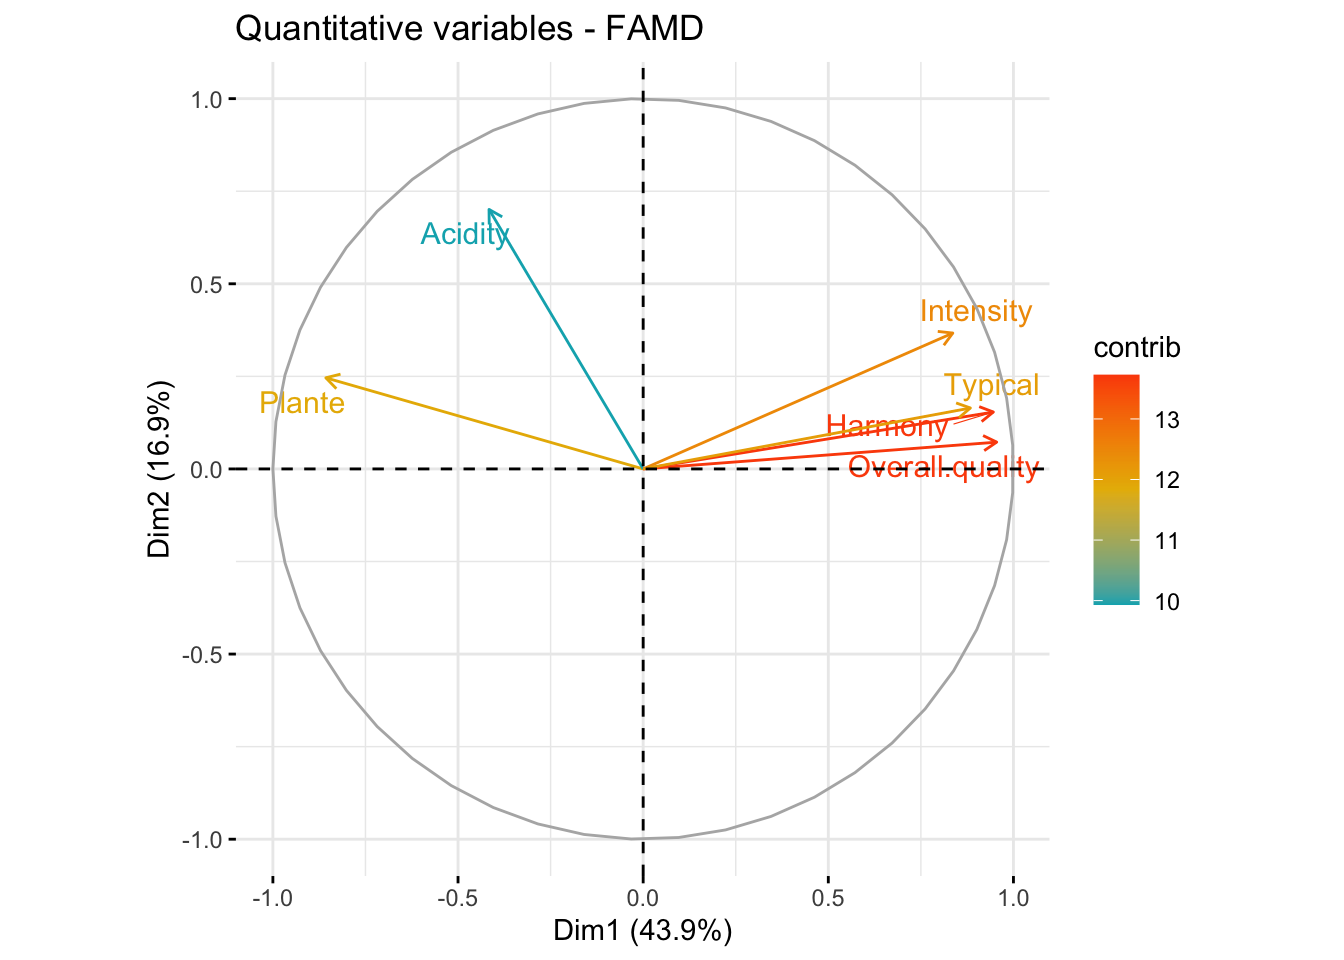 Quantitative variables - FAMD
1.0
0.5
0.0
-0.5
-1.0
Dim2 (16.9%)
Acidity
Plante
Intensity
Typical
Harmony
Overall.quality
-1.0
-0.5
0.0
0.5
1.0
Dim1 (43.9%)
contrib
13
12
11
10